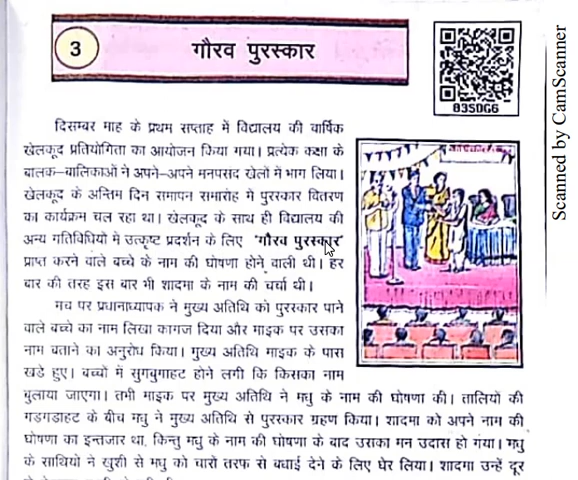 3
गौरव पुरस्कार
83SDG6
Scanned by CamScanner
दिसम्बर माह के प्रथम सप्ताह में विद्यालय की वार्षिक
खेलकूद प्रतियोगिता का आयोजन किया गया। प्रत्येक कक्षा के
बालक–बालिकाओं ने अपने–अपने मनपसंद खेलों में भाग लिया।
खेलकूद के अन्तिम दिन समापन समारोह में पुरस्कार वितरण
का कार्यक्रम चल रहा था। खेलकूद के साथ ही विद्यालय की
अन्य गतिविधियों में उत्कृष्ट प्रदर्शन के लिए 'गौरव पुरस्कार'
प्राप्त करने वाले बच्चे के नाम की घोषणा होने वाली थी। हर
बार की तरह इस बार भी शादमा के नाम की चर्चा थी।
मंच पर प्रधानाध्यापक ने मुख्य अतिथि को पुरस्कार पाने
वाले बच्चे का नाम लिखा कागज दिया और माइक पर उसका
नाम बताने का अनुरोध किया। मुख्य अतिथि माइक के पास
खड़े हुए। बच्चों में सुगबुगाहट होने लगी कि किसका नाम
बुलाया जाएगा। तभी माइक पर मुख्य अतिथि ने मधु के नाम की घोषणा की। तालियों की
गड़गड़ाहट के बीच मधु ने मुख्य अतिथि से पुरस्कार ग्रहण किया। शादमा को अपने नाम की
घोषणा का इन्तजार था, किन्तु मधु के नाम की घोषणा के बाद उसका मन उदास हो गया। मधु
के साथियों ने खुशी से मधु को चारों तरफ से बधाई देने के लिए घेर लिया। शादमा उन्हें दूर